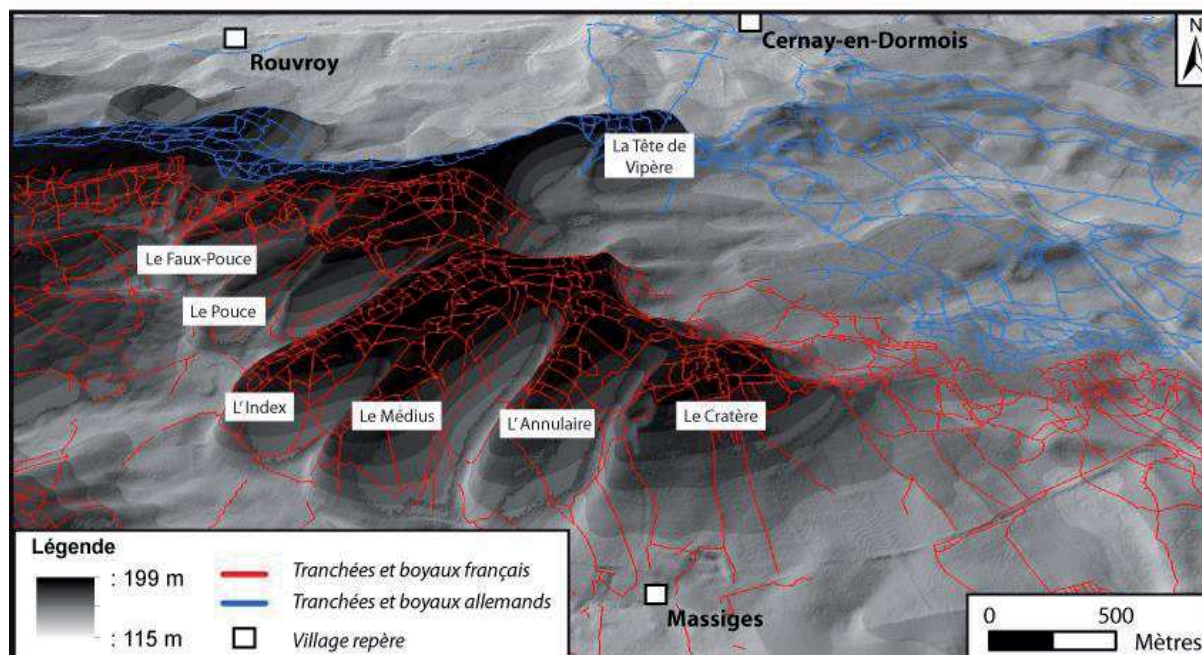 N
Cernay-en-Dormois
Rouvroy
La Tête de
Vipère
Le Faux-Pouce
Le Pouce
L'Index
Le Médius
L'Annulaire
Le Cratère
Légende
: 199 m
: 115 m
Tranchées et boyaux français
Tranchées et boyaux allemands
Village repère
Massiges
0 500
Mètres